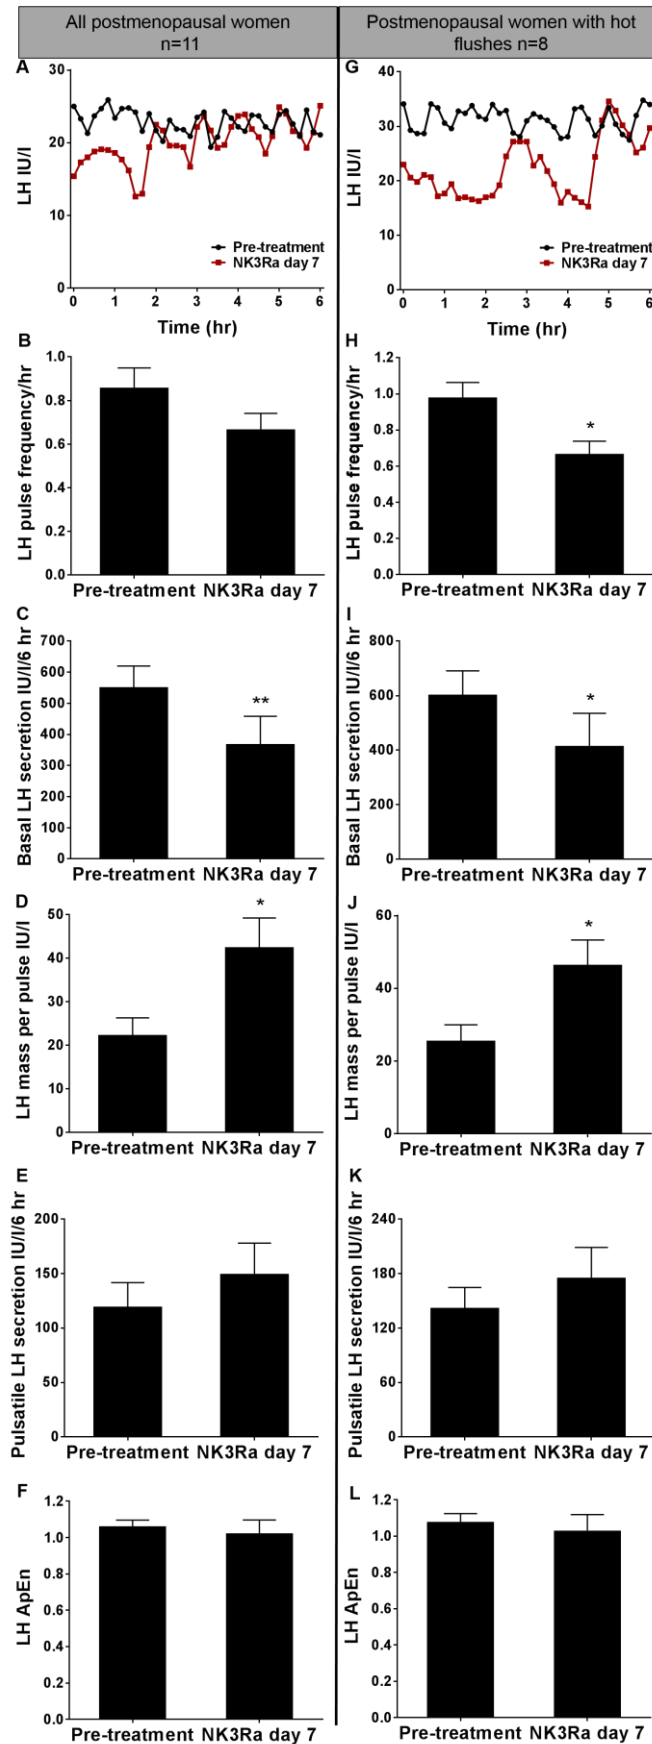 All postmenopausal women
n=11
Postmenopausal women with hot
flushes n=8
A
LH IU/l
30
20
10
0
Pre-treatment
NK3Ra day 7
0 1 2 3 4 5 6
Time (hr)
G
LH IU/l
40
30
20
10
0
Pre-treatment
NK3Ra day 7
0 1 2 3 4 5 6
Time (hr)
B
LH pulse frequency/hr
1.0
0.8
0.6
0.4
0.2
0.0
Pre-treatment NK3Ra day 7
H
LH pulse frequency/hr
1.2
1.0
0.8
0.6
0.4
0.2
0.0
*
Pre-treatment NK3Ra day 7
C
Basal LH secretion IU/l/6 hr
700
600
500
400
300
200
100
0
**
Pre-treatment NK3Ra day 7
I
Basal LH secretion IU/l/6 hr
800
600
400
200
0
*
Pre-treatment NK3Ra day 7
D
LH mass per pulse IU/l
50
40
30
20
10
0
*
Pre-treatment NK3Ra day 7
J
LH mass per pulse IU/l
60
40
20
0
*
Pre-treatment NK3Ra day 7
E
Pulsatile LH secretion IU/l/6 hr
200
150
100
50
0
Pre-treatment NK3Ra day 7
K
Pulsatile LH secretion IU/l/6 hr
240
180
120
60
0
Pre-treatment NK3Ra day 7
F
LH ApEn
1.2
1.0
0.8
0.6
0.4
0.2
0.0
Pre-treatment NK3Ra day 7
L
LH ApEn
1.2
1.0
0.8
0.6
0.4
0.2
0.0
Pre-treatment NK3Ra day 7